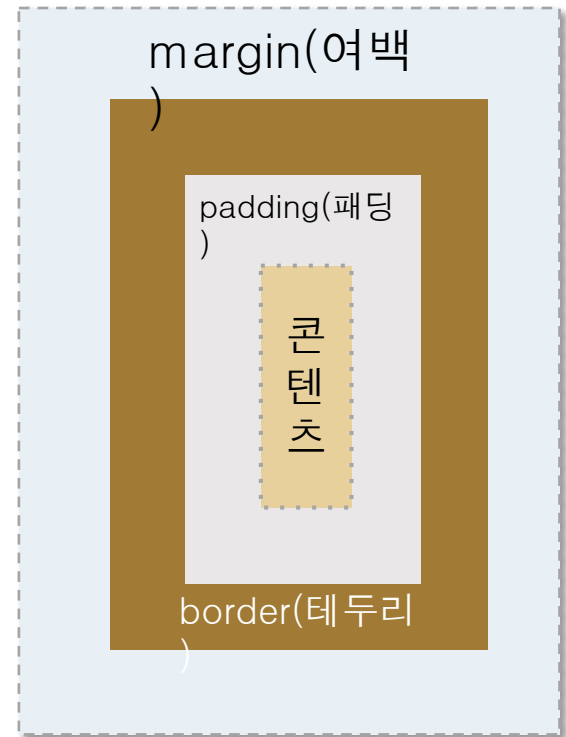 margin(여백
)
padding(패딩
)
콘
텐
츠
border(테두리
)